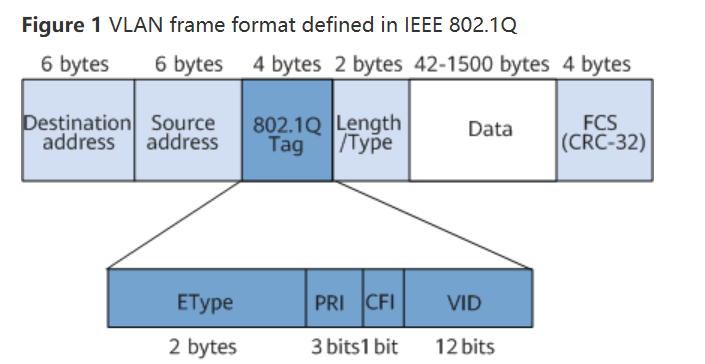 Figure 1 VLAN frame format defined in IEEE 802.1Q
6 bytes 6 bytes 4 bytes 2 bytes 42-1500 bytes 4 bytes
Destination address
Source address
802.1Q Tag
Length /Type
Data
FCS (CRC-32)
EType PRI CFI VID
2 bytes 3 bits 1 bit 12 bits